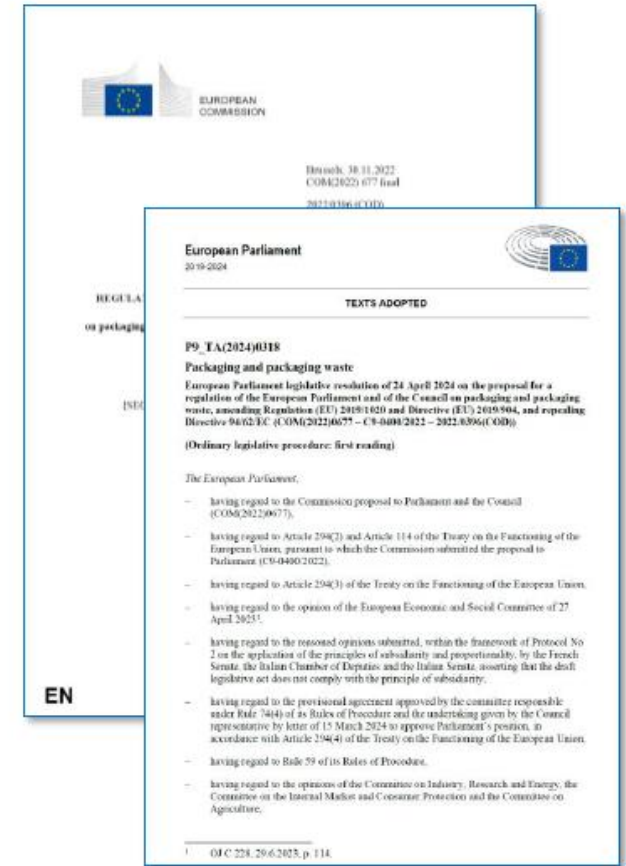 EUROPEAN
COMMISSION
Brussels, 30.11.2022
COM(2022) 677 final
2022/0396 (COD)
REGULA
on packaging
[SEC
EN
European Parliament
2019-2024
TEXTS ADOPTED
P9_TA(2024)0318
Packaging and packaging waste
European Parliament legislative resolution of 24 April 2024 on the proposal for a
regulation of the European Parliament and of the Council on packaging and packaging
waste, amending Regulation (EU) 2019/1020 and Directive (EU) 2019/904, and repealing
Directive 94/62/EC (COM(2022)0677 – C9-0400/2022 – 2022/0396(COD))
(Ordinary legislative procedure: first reading)
The European Parliament,
– having regard to the Commission proposal to Parliament and the Council
(COM(2022)0677),
– having regard to Article 294(2) and Article 114 of the Treaty on the Functioning of the
European Union, pursuant to which the Commission submitted the proposal to
Parliament (C9-0400/2022),
– having regard to Article 294(3) of the Treaty on the Functioning of the European Union,
– having regard to the opinion of the European Economic and Social Committee of 27
April 2023¹,
– having regard to the reasoned opinions submitted, within the framework of Protocol No
2 on the application of the principles of subsidiarity and proportionality, by the French
Senate, the Italian Chamber of Deputies and the Italian Senate, asserting that the draft
legislative act does not comply with the principle of subsidiarity,
– having regard to the provisional agreement approved by the committee responsible
under Rule 74(4) of its Rules of Procedure and the undertaking given by the Council
representative by letter of 15 March 2024 to approve Parliament's position, in
accordance with Article 294(4) of the Treaty on the Functioning of the European Union,
– having regard to Rule 59 of its Rules of Procedure,
– having regard to the opinions of the Committee on Industry, Research and Energy, the
Committee on the Internal Market and Consumer Protection and the Committee on
Agriculture,
¹ OJ C 228, 29.6.2023, p. 114.